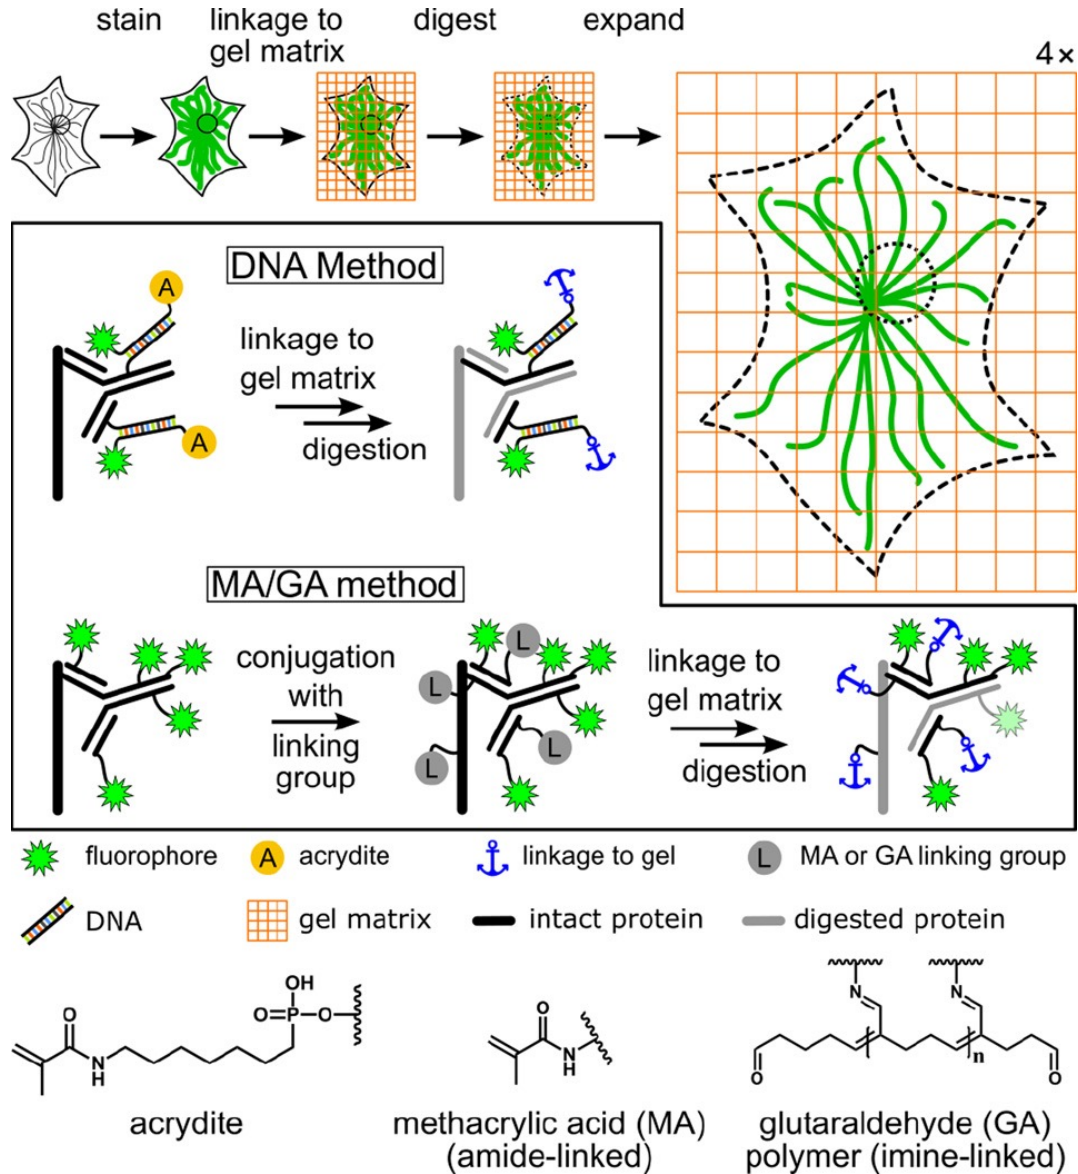 stain
linkage to
gel matrix
digest
expand
4×
DNA Method
A
A
linkage to
gel matrix
digestion
MA/GA method
conjugation
with
linking
group
L
L
L
L
linkage to
gel matrix
digestion
fluorophore
A
acrydite
linkage to gel
L
MA or GA linking group
DNA
gel matrix
intact protein
digested protein
O
N
H
OH
O=P–O
acrydite
O
N
H
methacrylic acid (MA)
(amide-linked)
N
N
n
O
O
glutaraldehyde (GA)
polymer (imine-linked)